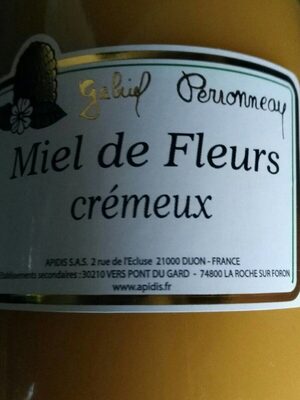 Gabriel Perronneau
Miel de Fleurs
crémeux
APIDIS S.A.S. 2 rue de l'Ecluse 21000 DIJON - FRANCE
Etablissements secondaires : 30210 VERS PONT DU GARD - 74800 LA ROCHE SUR FORON
www.apidis.fr